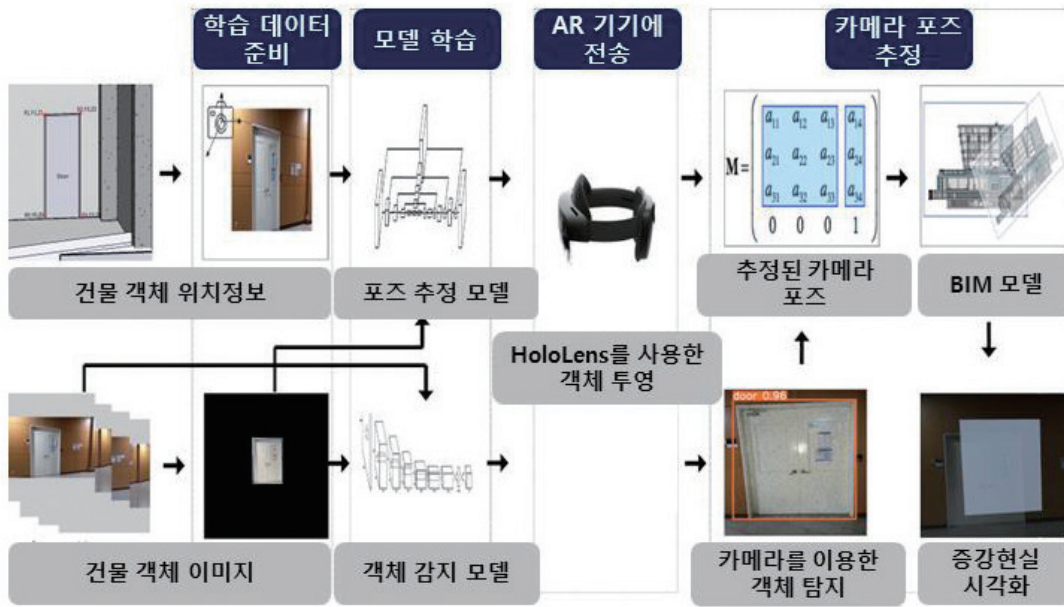 학습 데이터
준비
모델 학습
AR 기기에
전송
카메라 포즈
추정
Door
M=
a11 a12 a13 a14
a21 a22 a23 a24
a31 a32 a33 a34
0 0 0 1
건물 객체 위치정보
포즈 추정 모델
추정된 카메라
포즈
BIM 모델
HoloLens를 사용한
객체 투영
door 0.96
건물 객체 이미지
객체 감지 모델
카메라를 이용한
객체 탐지
증강현실
시각화